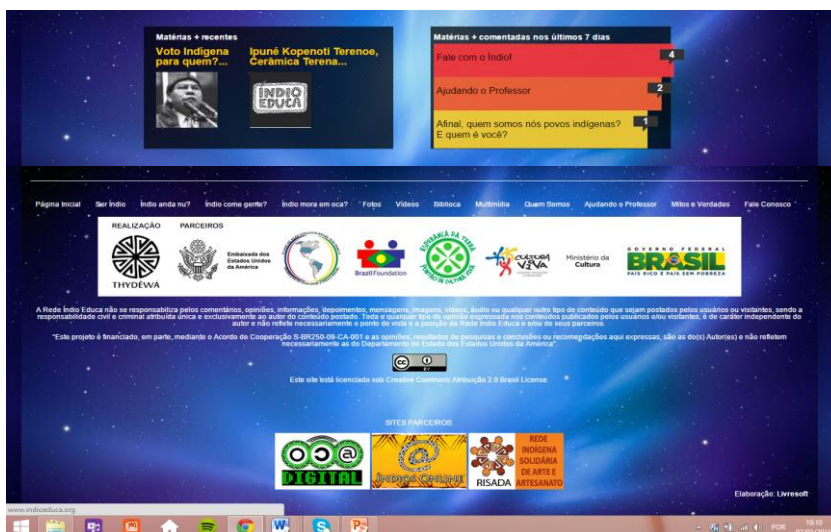 Matérias + recentes
Voto Indígena para quem?...
Ipuné Kopenoti Terenoe, Cerâmica Terena...
ÍNDIO EDUCA
Matérias + comentadas nos últimos 7 dias
Fale com o Índio!
4
Ajudando o Professor
2
Afinal, quem somos nós povos indígenas?
E quem é você?
1
Página Inicial Ser Índio Índio anda nu? Índio come gente? Índio mora em oca? Fotos Vídeos Biblioca Multimídia Quem Somos Ajudando o Professor Mitos e Verdades Fale Conosco
REALIZAÇÃO PARCEIROS
THYDÊWÁ
Embaixada dos Estados Unidos da América
BrazilFoundation
ESPERANÇA DA TERRA
PONTÃO DE CULTURA VIVA
CULTURA VIVA
Ministério da Cultura
GOVERNO FEDERAL
BRASIL
PAÍS RICO É PAÍS SEM POBREZA
A Rede Índio Educa não se responsabiliza pelos comentários, opiniões, informações, depoimentos, mensagens, imagens, vídeos, áudio ou qualquer outro tipo de conteúdo que sejam postados pelos usuários ou visitantes, sendo a
responsabilidade civil e criminal atribuída única e exclusivamente ao autor do conteúdo postado. Toda e qualquer tipo de opinião expressada nos conteúdos publicados pelos usuários e/ou visitantes, é de caráter independente do
autor e não reflete necessariamente o ponto de vista e a posição da Rede Índio Educa e/ou de seus parceiros.
"Este projeto é financiado, em parte, mediante o Acordo de Cooperação S-BR250-09-CA-001 e as opiniões, resultados de pesquisas e conclusões ou recomegdações aqui expressas, são as do(s) Autor(es) e não refletem
necessariamente as do Departamento de Estado dos Estados Unidos da América".
cc BY
Este site está licenciado sob Creative Commons Atribuição 2.0 Brasil License.
SITES PARCEIROS:
OCA DIGITAL
ÍNDIOS ONLINE
RISADA
REDE INDÍGENA SOLIDÁRIA DE ARTE E ARTESANATO
Elaboração: Livresoft
www.indioeduca.org
POR
10:10